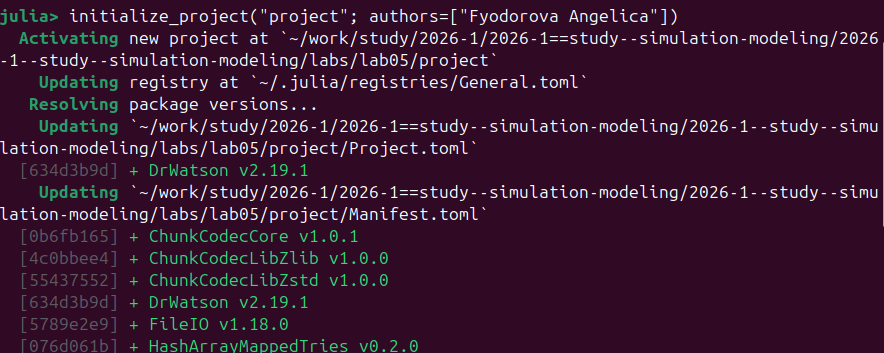 julia> initialize_project("project"; authors=["Fyodorova Angelica"])
  Activating new project at `~/work/study/2026-1/2026-1==study--simulation-modeling/2026
-1--study--simulation-modeling/labs/lab05/project`
    Updating registry at `~/.julia/registries/General.toml`
   Resolving package versions...
    Updating `~/work/study/2026-1/2026-1==study--simulation-modeling/2026-1--study--simu
lation-modeling/labs/lab05/project/Project.toml`
  [634d3b9d] + DrWatson v2.19.1
    Updating `~/work/study/2026-1/2026-1==study--simulation-modeling/2026-1--study--simu
lation-modeling/labs/lab05/project/Manifest.toml`
  [0b6fb165] + ChunkCodecCore v1.0.1
  [4c0bbee4] + ChunkCodecLibZlib v1.0.0
  [55437552] + ChunkCodecLibZstd v1.0.0
  [634d3b9d] + DrWatson v2.19.1
  [5789e2e9] + FileIO v1.18.0
  [076d061b] + HashArrayMappedTries v0.2.0